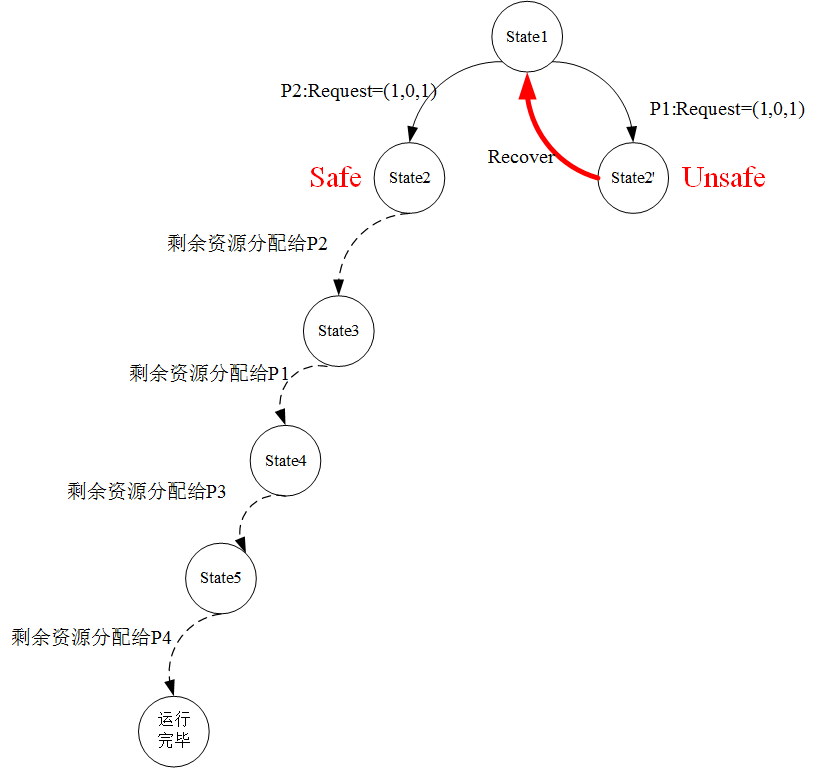 State1
P2:Request=(1,0,1)
P1:Request=(1,0,1)
Recover
Safe
State2
State2'
Unsafe
剩余资源分配给P2
State3
剩余资源分配给P1
State4
剩余资源分配给P3
State5
剩余资源分配给P4
运行
完毕